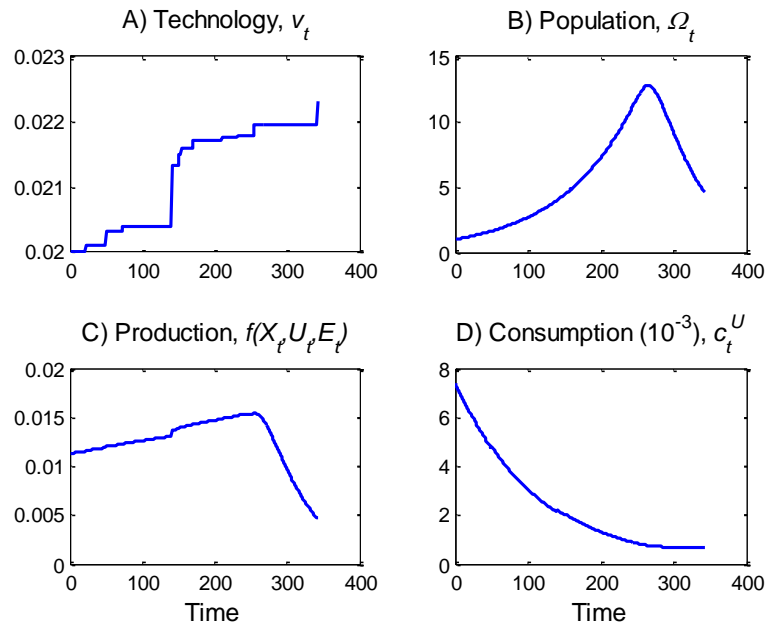 A) Technology, v_t
B) Population, Ω_t
0.023
0.022
0.021
0.02
0 100 200 300 400
15
10
5
0
0 100 200 300 400
C) Production, f(X_t,U_t,E_t)
D) Consumption (10^-3), c_t^U
0.02
0.015
0.01
0.005
0
0 100 200 300 400
Time
8
6
4
2
0
0 100 200 300 400
Time